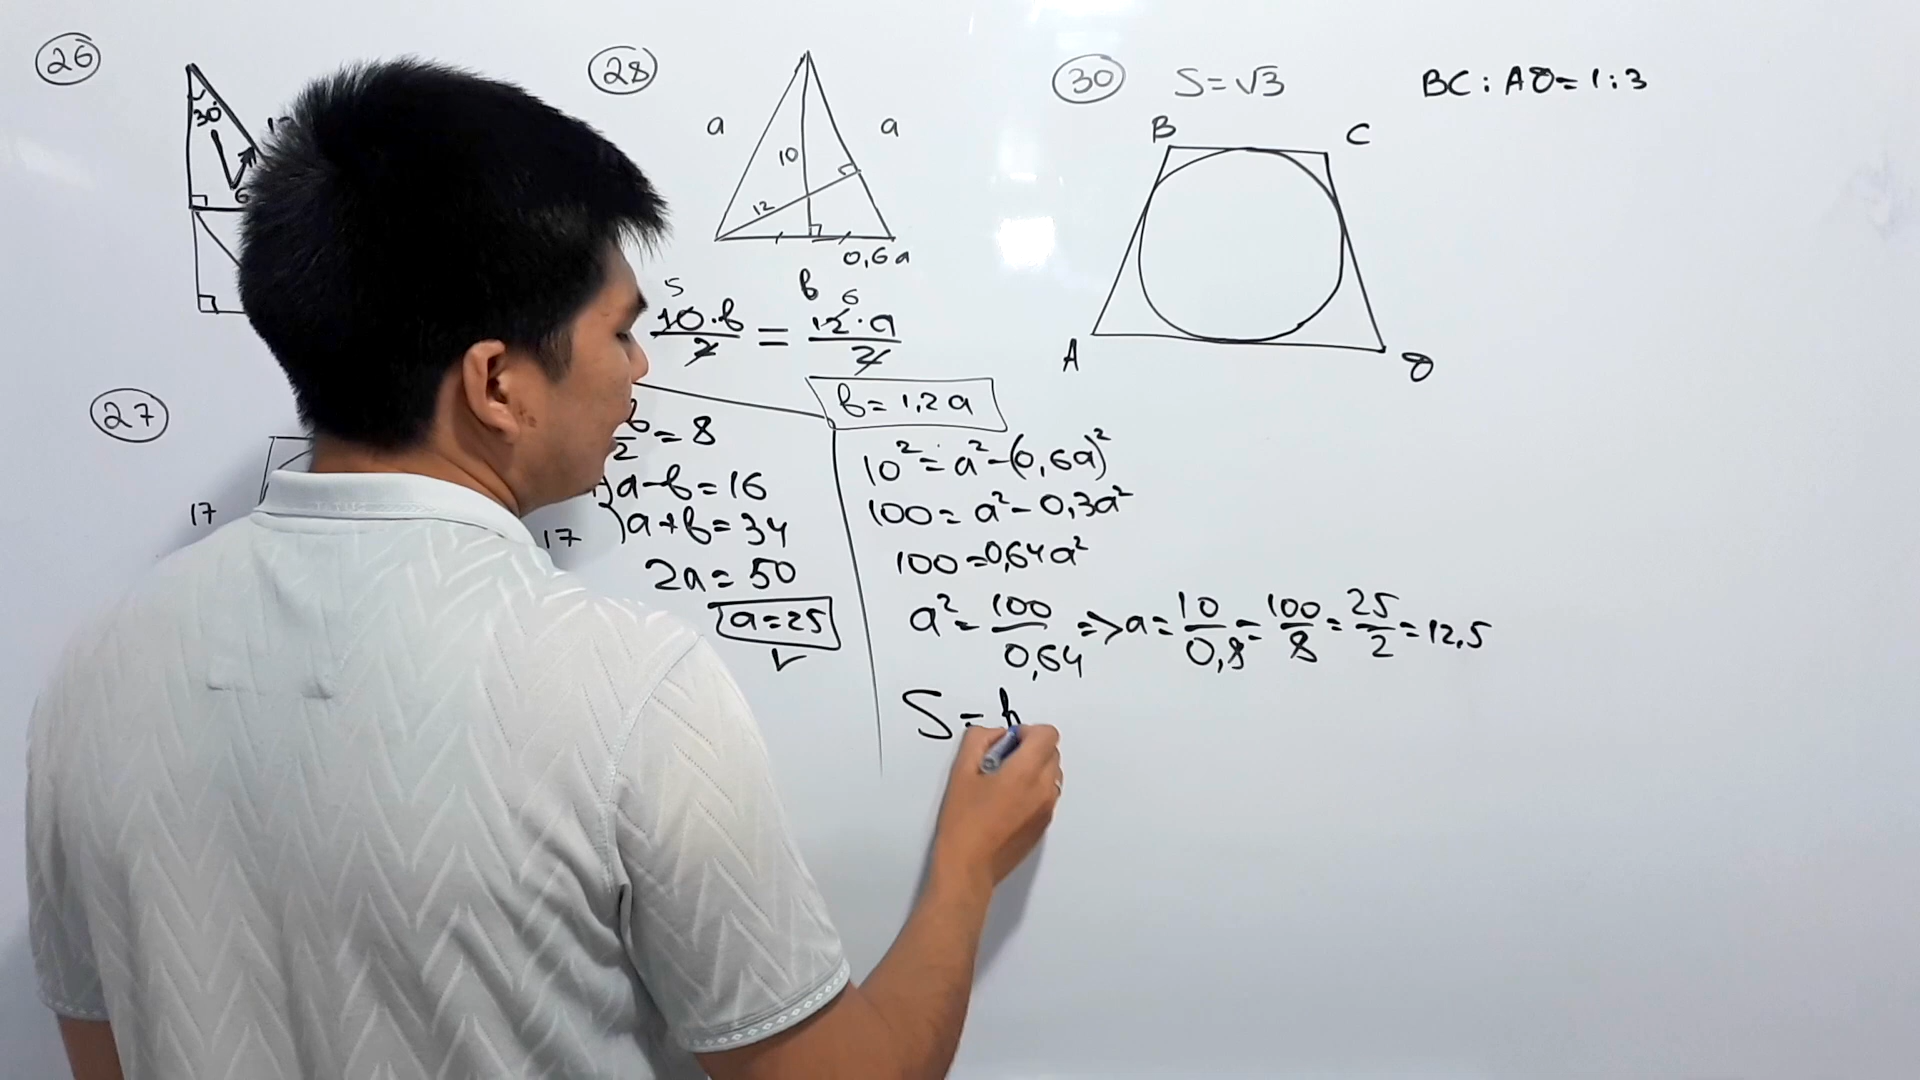 26
30°
6
27
17
17
28
a
a
10
12
0,6a
b
5
6
10·b/2 = 12·a/2
b = 1,2a
b/2 = 8
a-b=16
a+b=34
2a=50
a=25
10² = a² - (0,6a)²
100 = a² - 0,3a²
100 = 0,64a²
a² = 100/0,64 => a = 10/0,8 = 100/8 = 25/2 = 12,5
S =
30 S=√3 BC : AD = 1 : 3
B C
A D